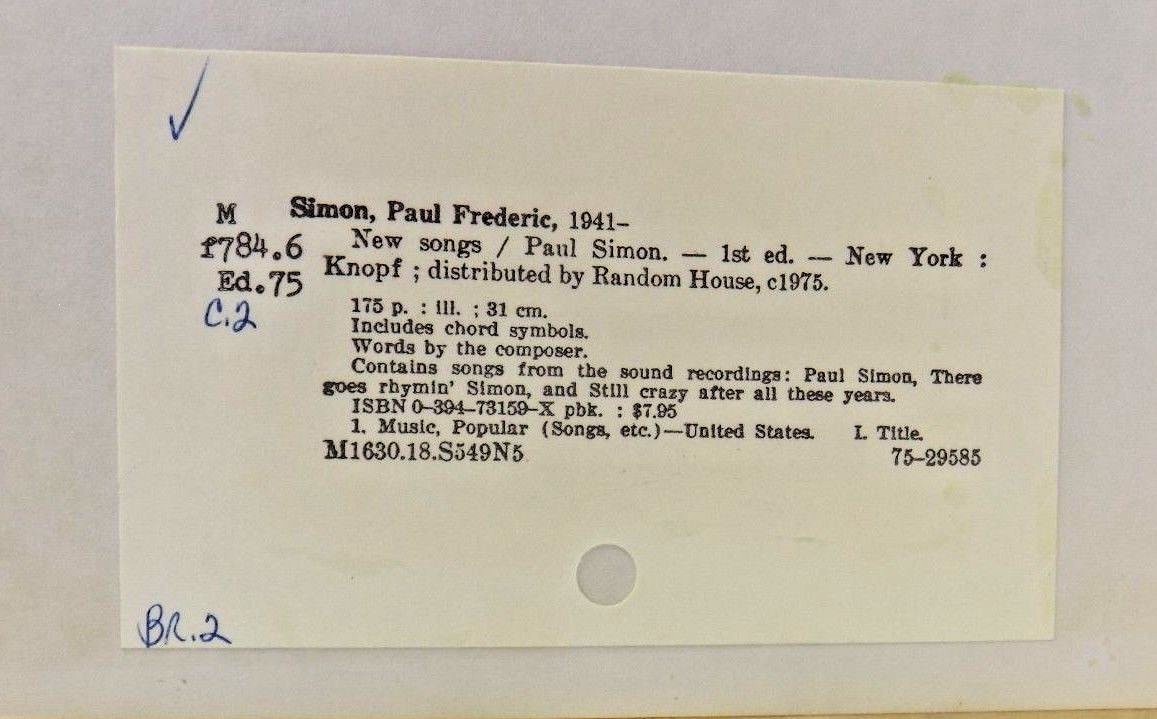 M Simon, Paul Frederic, 1941–
f784.6 New songs / Paul Simon. — 1st ed. — New York :
Ed.75 Knopf ; distributed by Random House, c1975.
C.2 175 p. : ill. ; 31 cm.
Includes chord symbols.
Words by the composer.
Contains songs from the sound recordings: Paul Simon, There
goes rhymin' Simon, and Still crazy after all these years.
ISBN 0–394–73159–X pbk. : $7.95
1. Music, Popular (Songs, etc.)—United States. I. Title.
M1630.18.S549N5 75–29585
BR.2